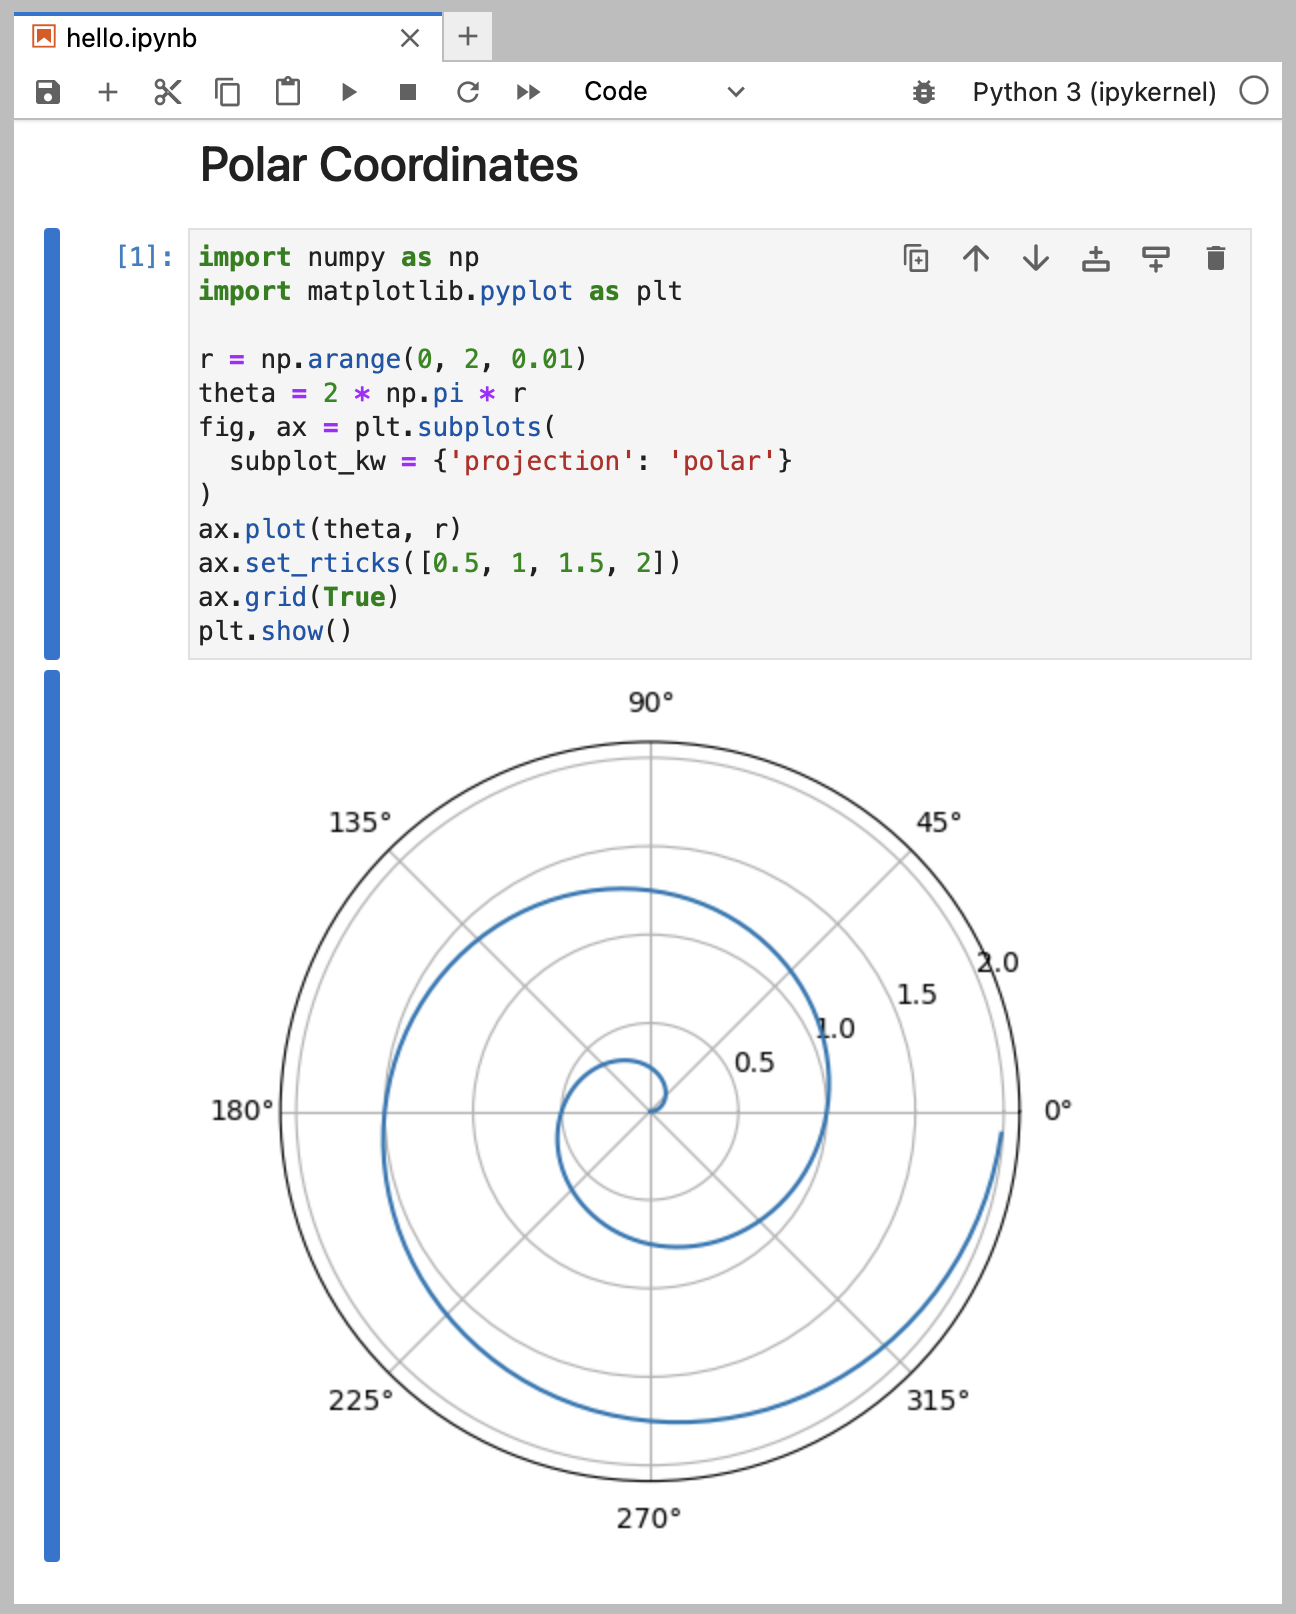 hello.ipynb
Code
Python 3 (ipykernel)
Polar Coordinates
[1]:
import numpy as np
import matplotlib.pyplot as plt
r = np.arange(0, 2, 0.01)
theta = 2 * np.pi * r
fig, ax = plt.subplots(
  subplot_kw = {'projection': 'polar'}
)
ax.plot(theta, r)
ax.set_rticks([0.5, 1, 1.5, 2])
ax.grid(True)
plt.show()
90°
135°
45°
2.0
1.5
1.0
0.5
180°
0°
225°
315°
270°